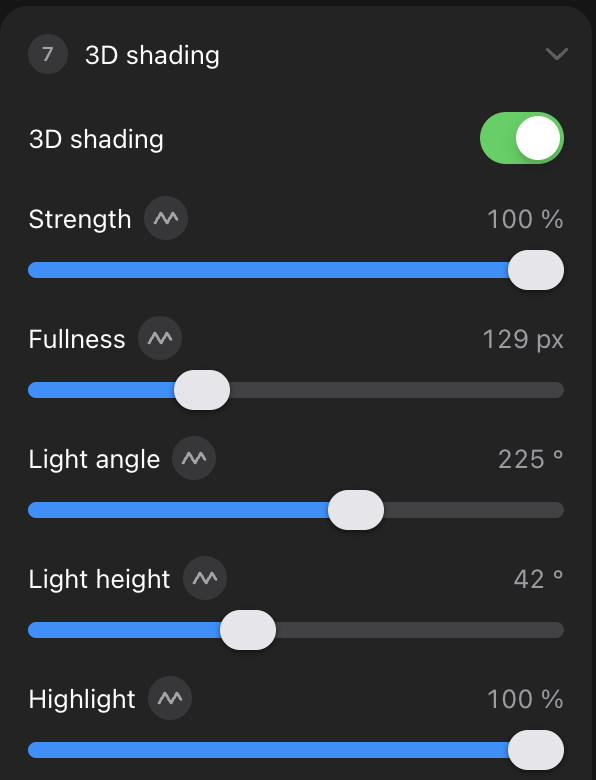 7 3D shading
3D shading
Strength 100 %
Fullness 129 px
Light angle 225 °
Light height 42 °
Highlight 100 %